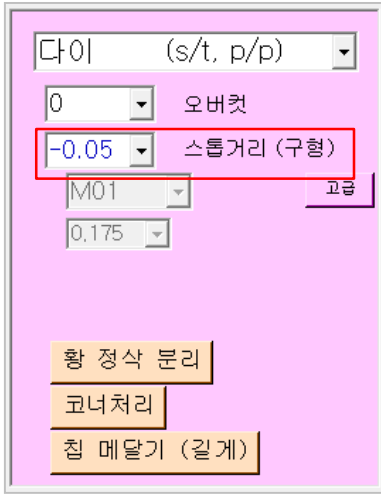 다이 (s/t, p/p)
0 오버컷
-0.05 스톱거리 (구형)
M01 고급
0.175
황 정삭 분리
코너처리
칩 메달기 (길게)